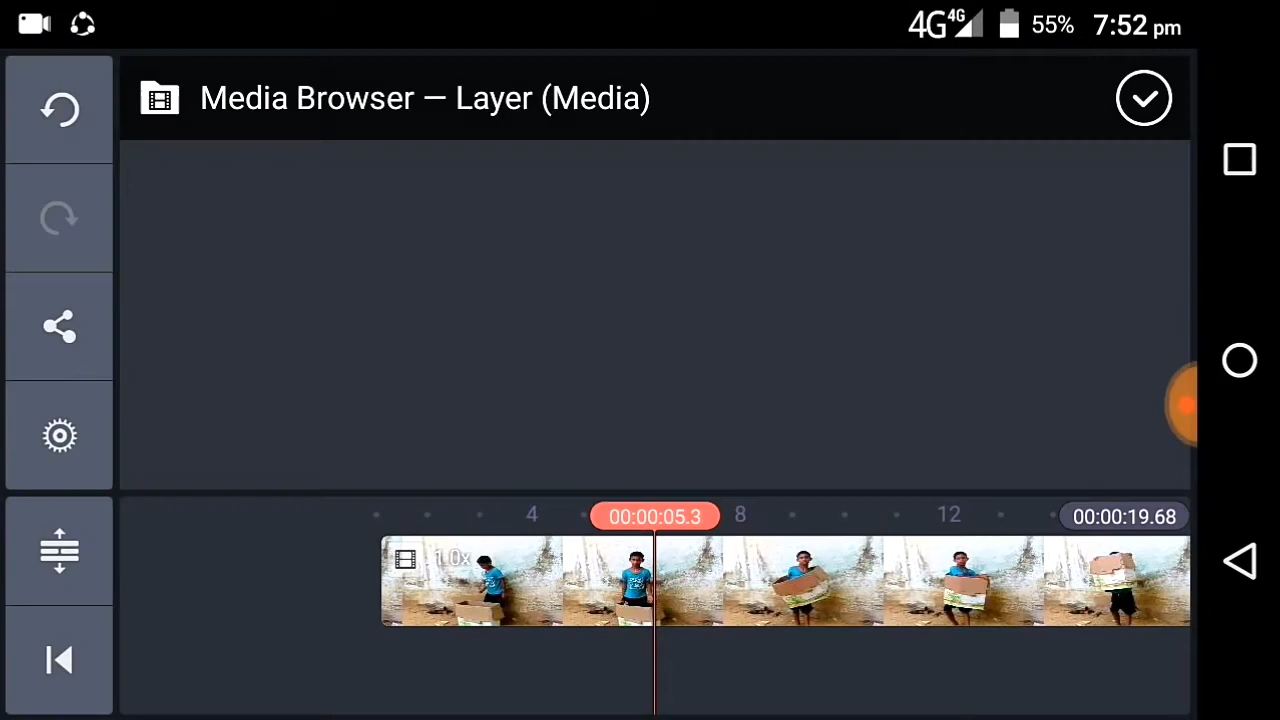 4G 4G 55% 7:52 pm
Media Browser — Layer (Media)
4 00:00:05.3 8 12 00:00:19.68
1.0x